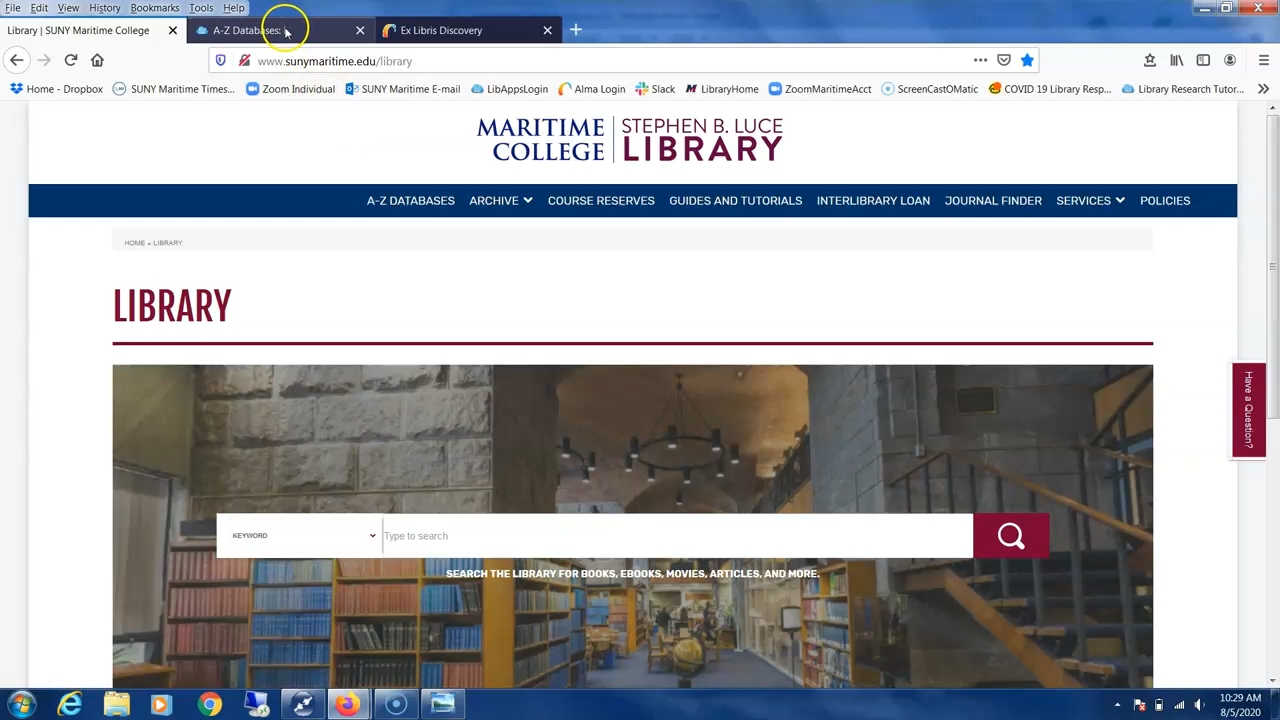 File Edit View History Bookmarks Tools Help
Library | SUNY Maritime College A-Z Databases: Ex Libris Discovery
www.sunymaritime.edu/library
Home - Dropbox SUNY Maritime Times... Zoom Individual SUNY Maritime E-mail LibAppsLogin Alma Login Slack LibraryHome ZoomMaritimeAcct ScreenCastOMatic COVID 19 Library Resp... Library Research Tutor...
MARITIME COLLEGE
STEPHEN B. LUCE LIBRARY
A-Z DATABASES ARCHIVE COURSE RESERVES GUIDES AND TUTORIALS INTERLIBRARY LOAN JOURNAL FINDER SERVICES POLICIES
HOME » LIBRARY
LIBRARY
Have a Question?
KEYWORD Type to search
SEARCH THE LIBRARY FOR BOOKS, EBOOKS, MOVIES, ARTICLES, AND MORE.
10:29 AM
8/5/2020